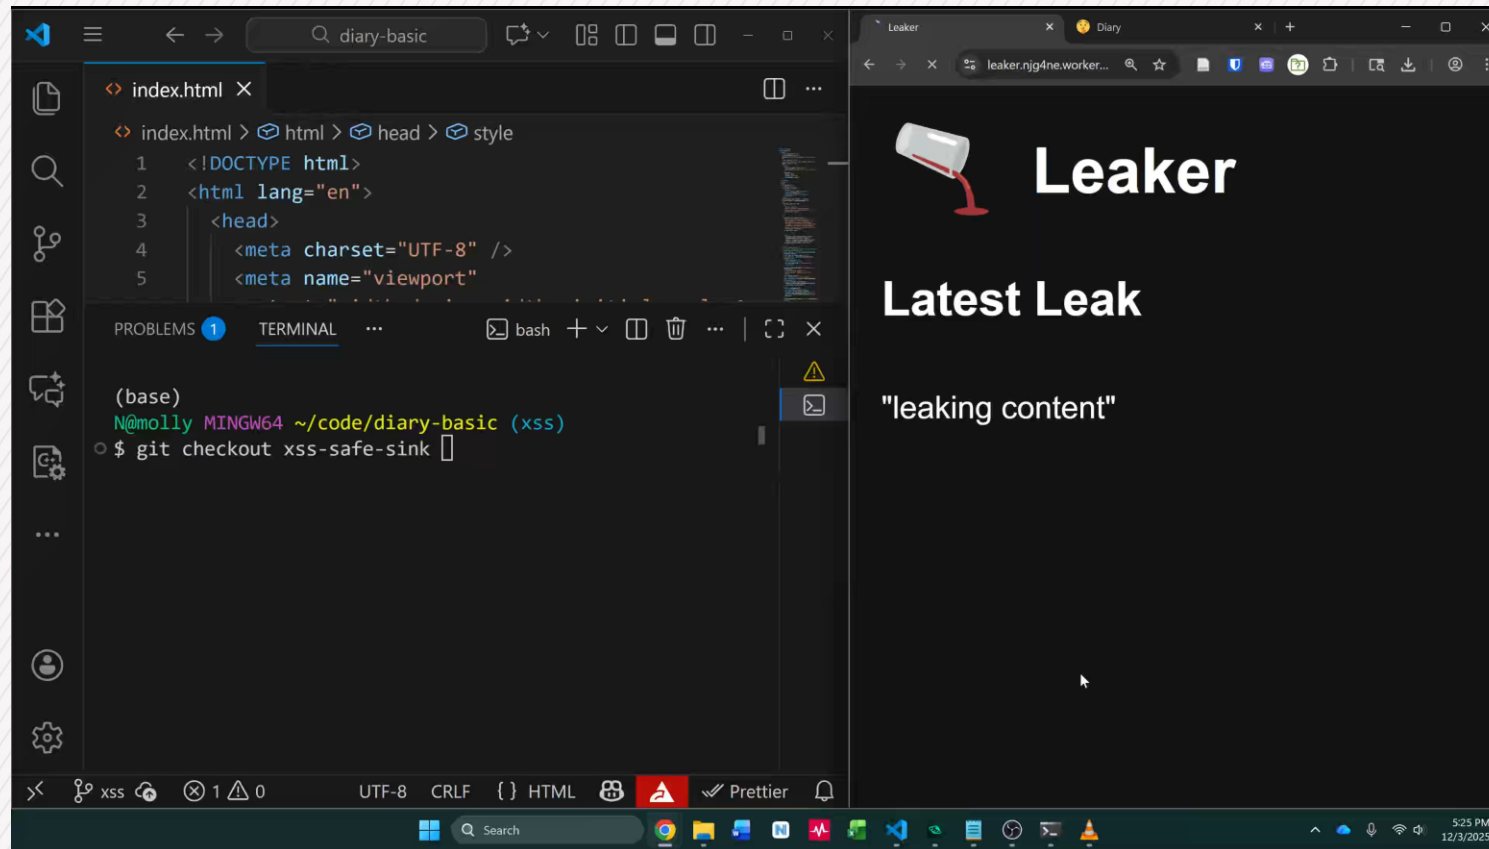 diary-basic
index.html
index.html > html > head > style
1 <!DOCTYPE html>
2 <html lang="en">
3 <head>
4 <meta charset="UTF-8" />
5 <meta name="viewport"
PROBLEMS 1 TERMINAL ... bash
(base)
N@molly MINGW64 ~/code/diary-basic (xss)
$ git checkout xss-safe-sink
xss 1 0 UTF-8 CRLF {} HTML Prettier
Leaker Diary
leaker.njg4ne.worker...
Leaker
Latest Leak
"leaking content"
Search
5:25 PM
12/3/2025